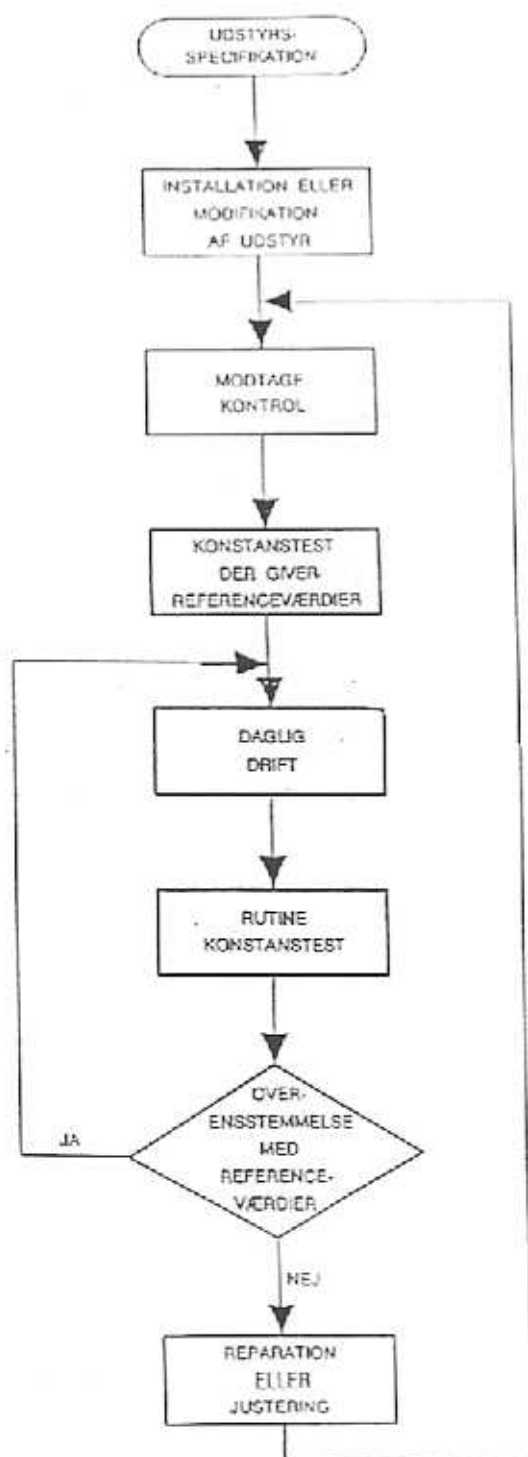 UDSTYRS-
SPECIFIKATION
INSTALLATION ELLER
MODIFIKATION
AF UDSTYR
MODTAGE
KONTROL
KONSTANSTEST
DER GIVER
REFERENCEVÆRDIER
DAGLIG
DRIFT
RUTINE
KONSTANSTEST
OVER-
ENSSTEMMELSE
MED
REFERENCE-
VÆRDIER
JA
NEJ
REPARATION
ELLER
JUSTERING